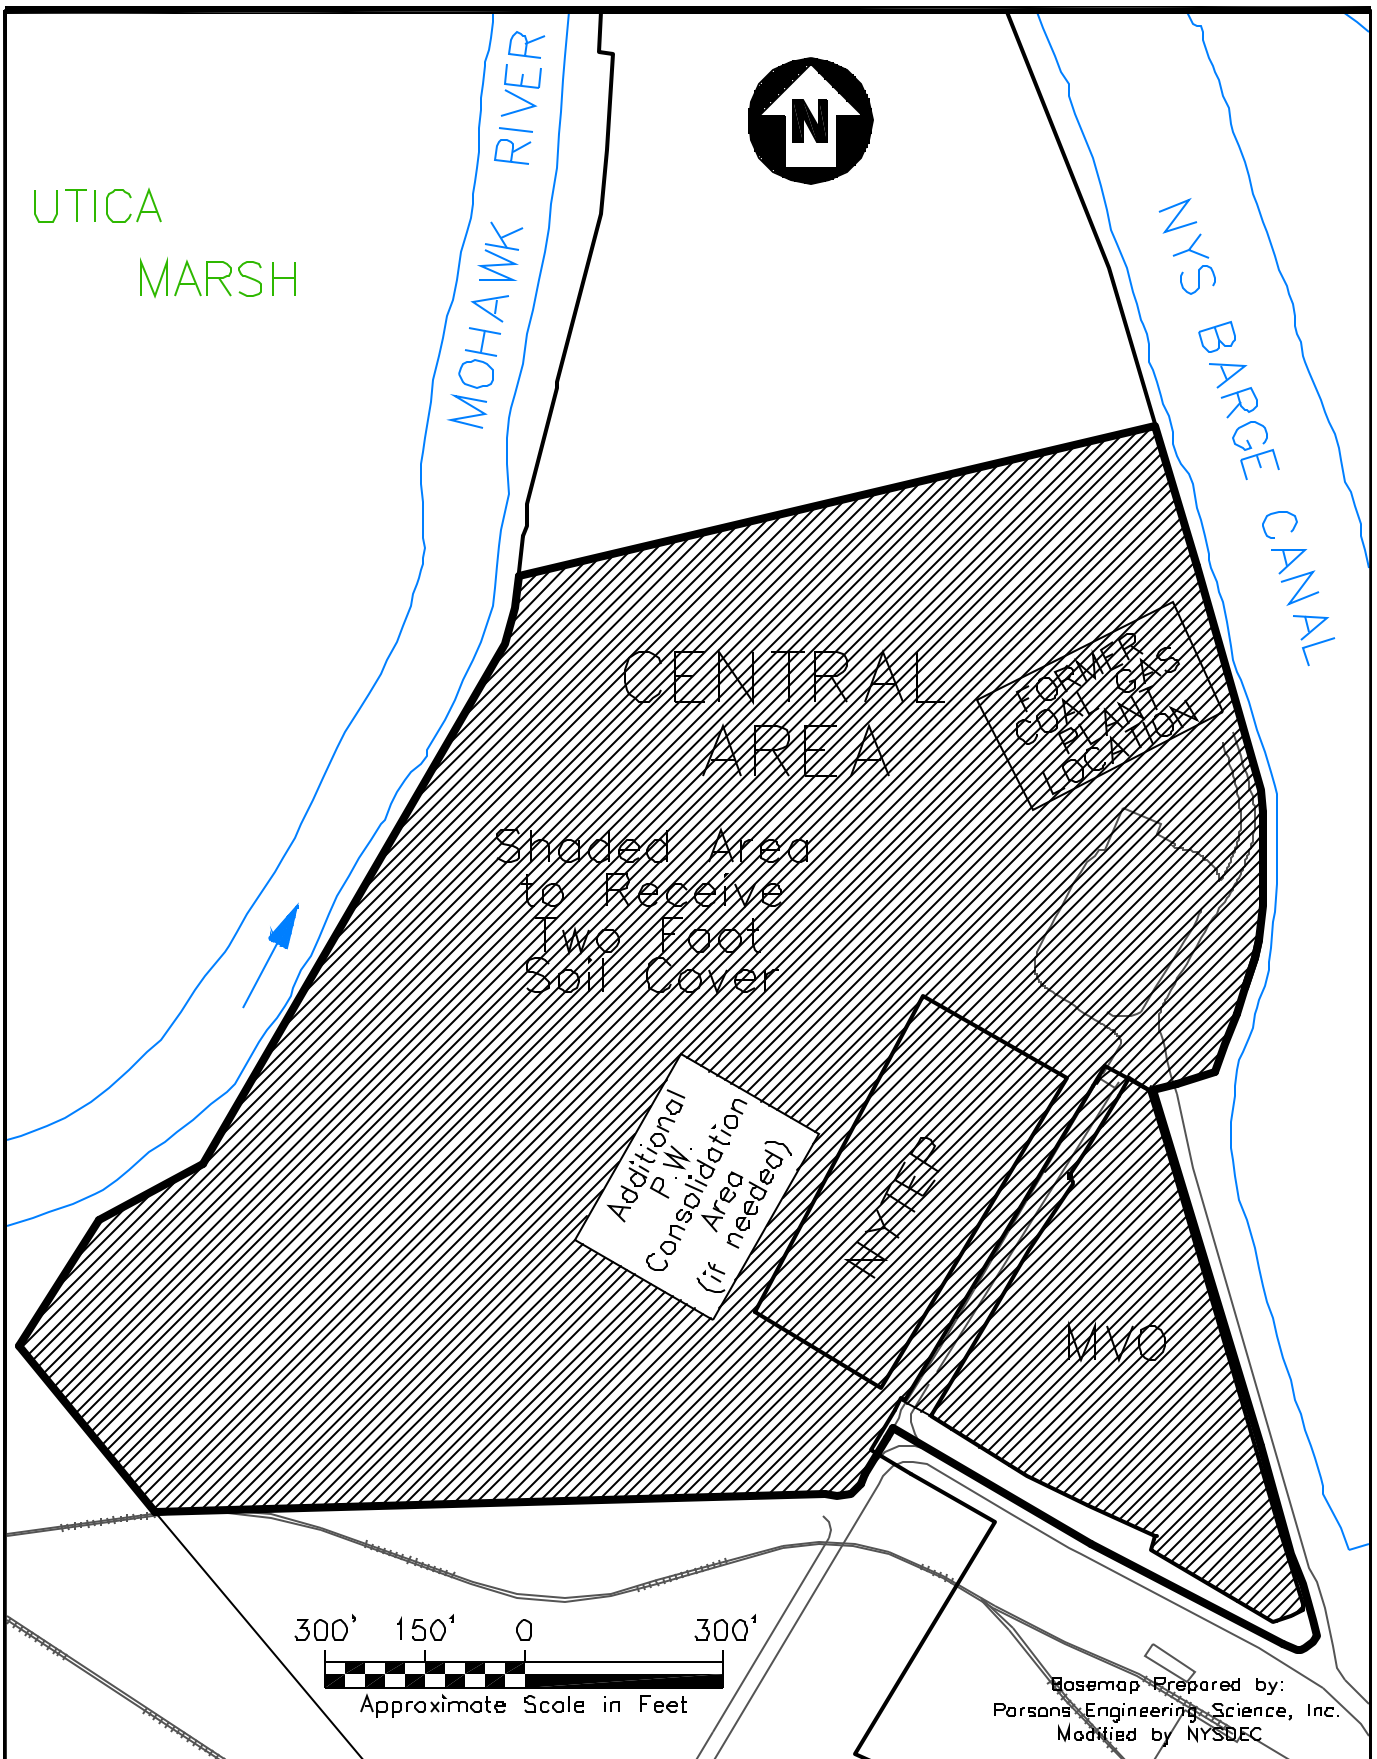 MOHAWK RIVER
N
UTICA
MARSH
NYS BARGE CANAL
CENTRAL
AREA
FORMER
COAL GAS
PLANT
LOCATION
Shaded Area
to Receive
Two Foot
Soil Cover
Additional
P.W.
Consolidation
Area
(if needed)
NYTEP
MVO
300' 150' 0 300'
Approximate Scale in Feet
Basemap Prepared by:
Parsons Engineering Science, Inc.
Modified by NYSDEC